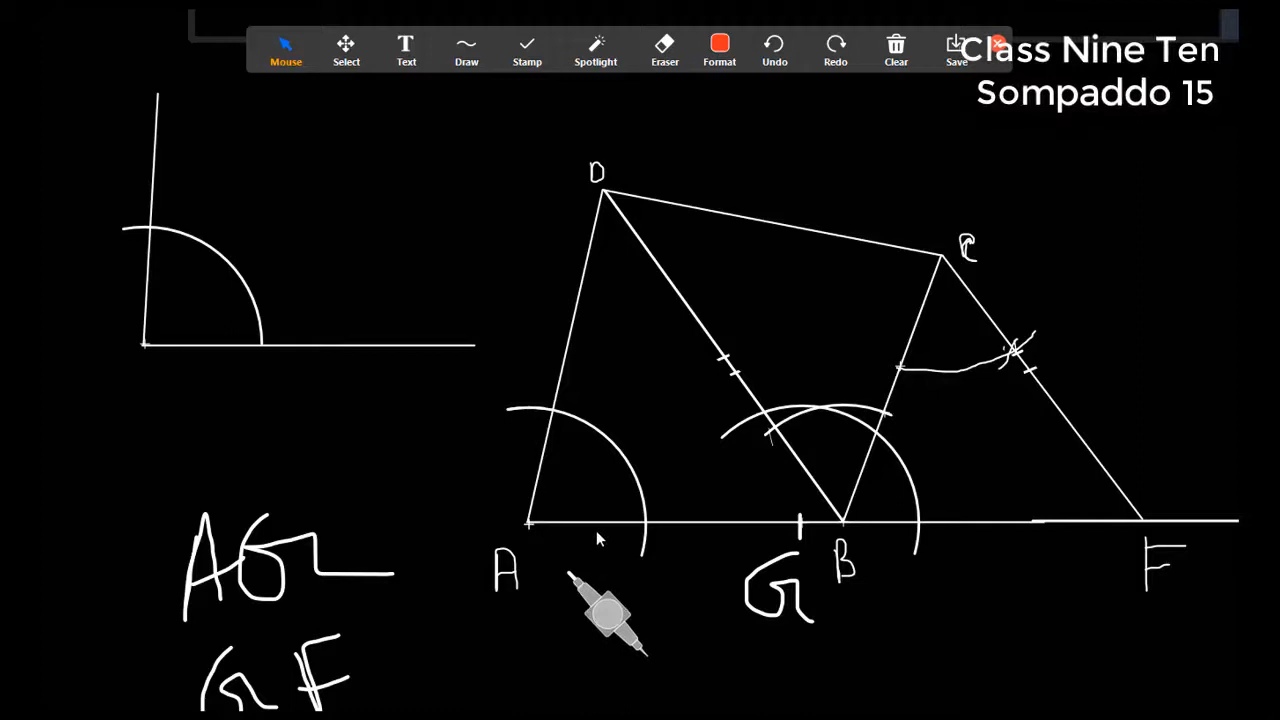 Mouse Select Text Draw Stamp Spotlight Eraser Format Undo Redo Clear Save
Class Nine Ten
Sompaddo 15
D
C
A
G
B
F
AG
GF